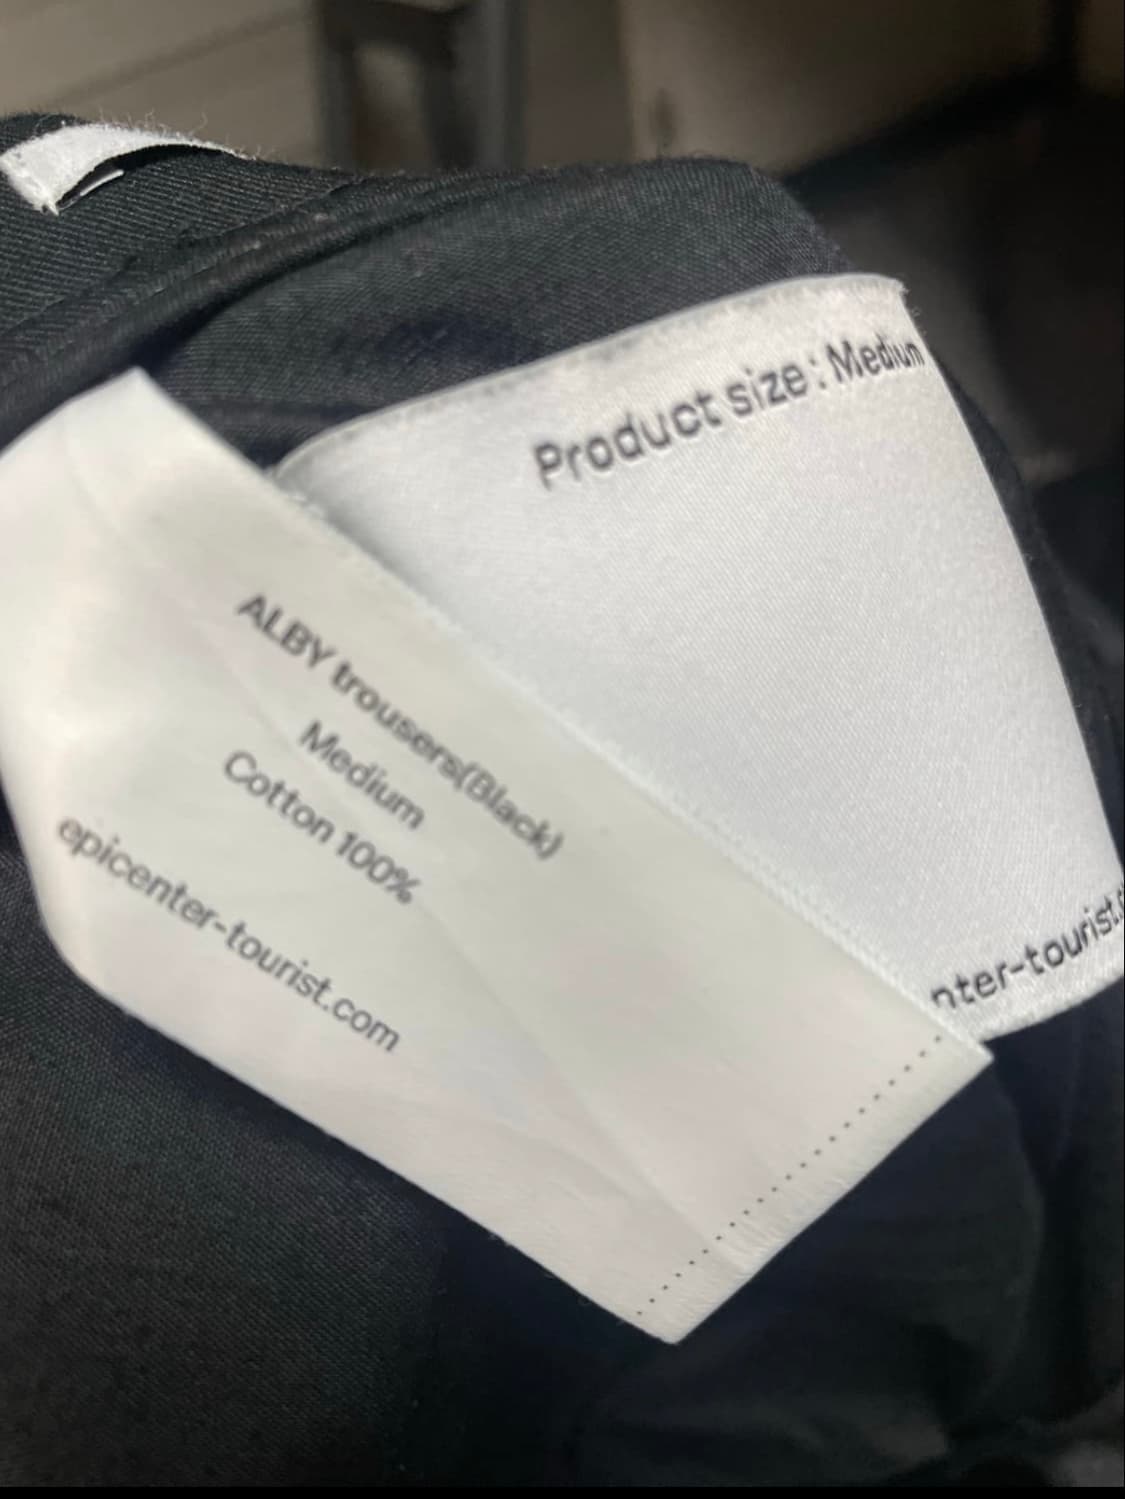 Product size : Medium
ALBY trousers(Black)
Medium
Cotton 100%
epicenter-tourist.com
nter-tourist.